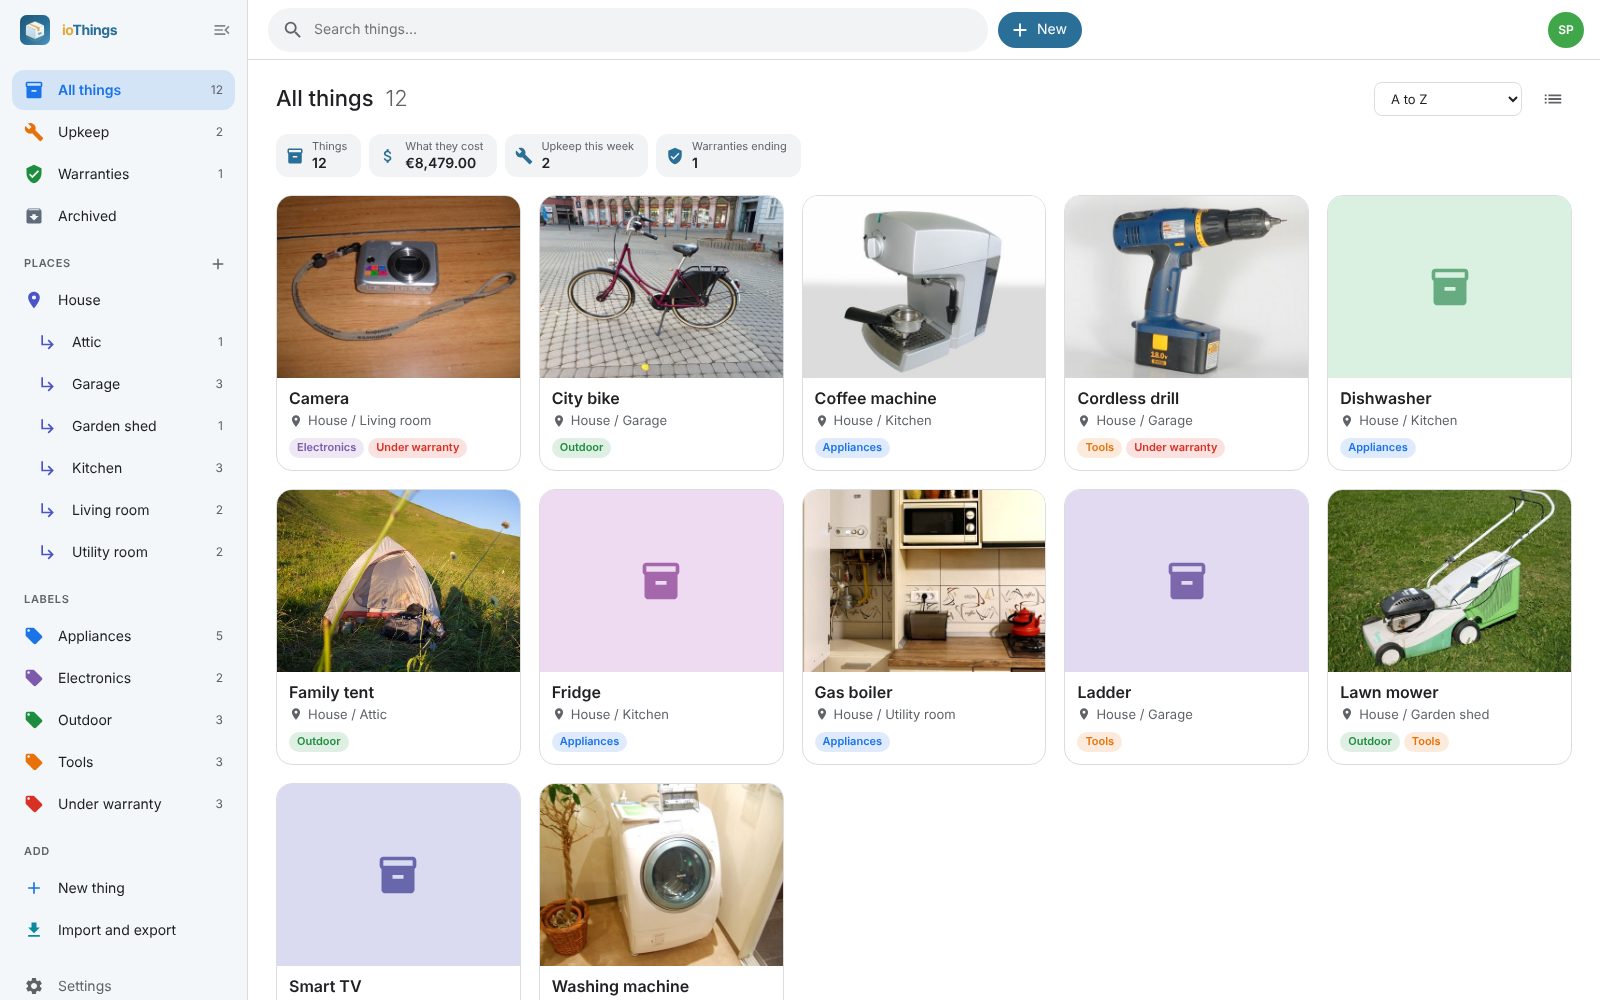 ioThings
Search things...
New
SP
All things 12
Upkeep 2
Warranties 1
Archived
PLACES
House
Attic 1
Garage 3
Garden shed 1
Kitchen 3
Living room 2
Utility room 2
LABELS
Appliances 5
Electronics 2
Outdoor 3
Tools 3
Under warranty 3
ADD
New thing
Import and export
Settings
All things 12
A to Z
Things
12
What they cost
€8,479.00
Upkeep this week
2
Warranties ending
1
Camera
House / Living room
Electronics Under warranty
City bike
House / Garage
Outdoor
Coffee machine
House / Kitchen
Appliances
18.0v
Cordless drill
House / Garage
Tools Under warranty
Dishwasher
House / Kitchen
Appliances
Family tent
House / Attic
Outdoor
Fridge
House / Kitchen
Appliances
Gas boiler
House / Utility room
Appliances
Ladder
House / Garage
Tools
Lawn mower
House / Garden shed
Outdoor Tools
Smart TV
Washing machine